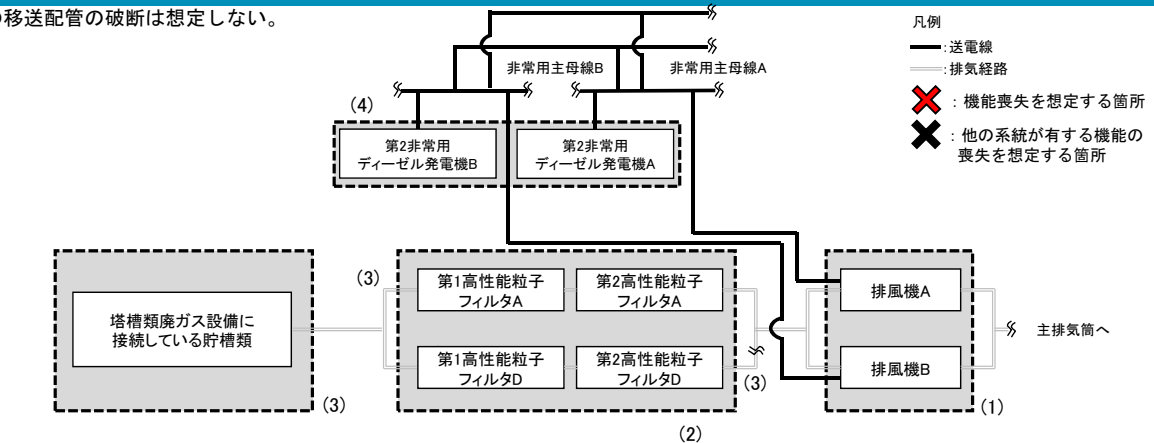 の移送配管の破断は想定しない。
凡例
:送電線
:排気経路
:機能喪失を想定する箇所
:他の系統が有する機能の
喪失を想定する箇所
非常用主母線B
非常用主母線A
(4)
第2非常用
ディーゼル発電機B
第2非常用
ディーゼル発電機A
(3)
塔槽類廃ガス設備に
接続している貯槽類
第1高性能粒子
フィルタA
第2高性能粒子
フィルタA
第1高性能粒子
フィルタD
第2高性能粒子
フィルタD
排風機A
排風機B
主排気筒へ
(3)
(3)
(1)
(2)